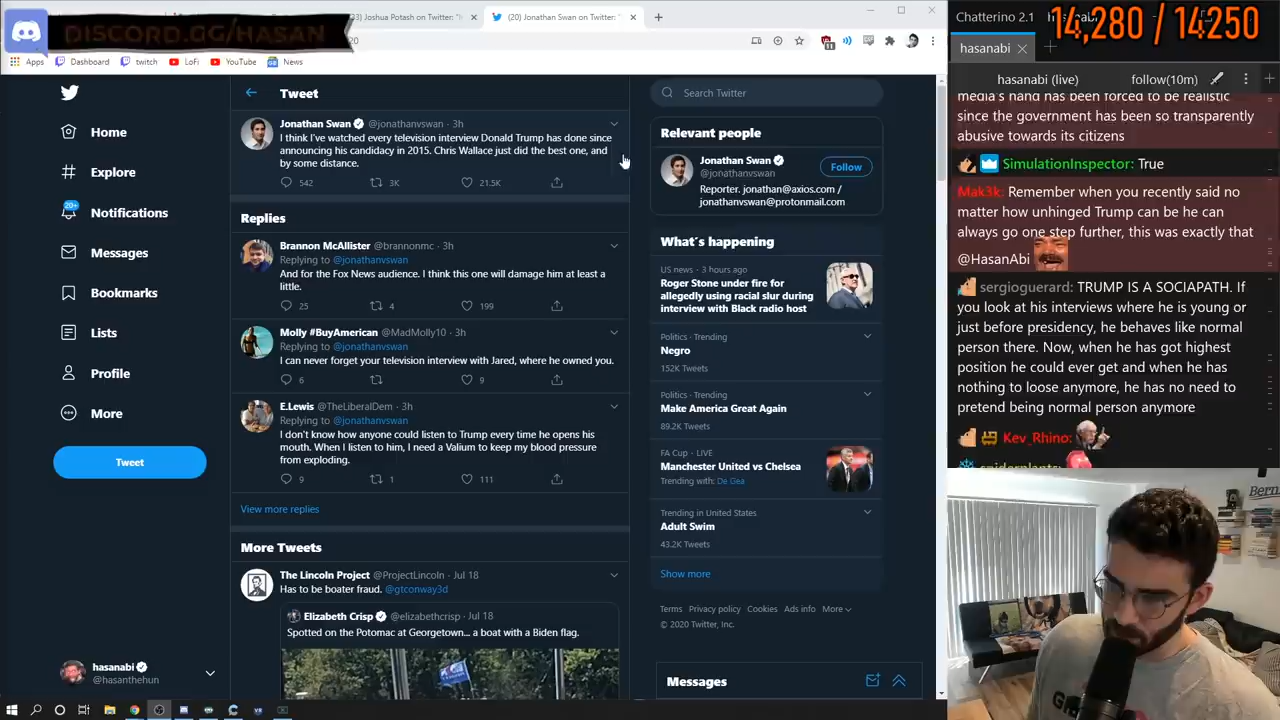 DISCORD.GG/HASAN
Joshua Potash on Twitter: "
(20) Jonathan Swan on Twitter: "
Apps
Dashboard
twitch
LoFi
YouTube
News
Home
Explore
20+
Notifications
Messages
Bookmarks
Lists
Profile
More
Tweet
hasanabi
@hasanthehun
Tweet
Jonathan Swan @jonathanvswan · 3h
I think I've watched every television interview Donald Trump has done since
announcing his candidacy in 2015. Chris Wallace just did the best one, and
by some distance.
542 3K 21.5K
Replies
Brannon McAllister @brannonmc · 3h
Replying to @jonathanvswan
And for the Fox News audience. I think this one will damage him at least a
little.
25 4 199
Molly #BuyAmerican @MadMolly10 · 3h
Replying to @jonathanvswan
I can never forget your television interview with Jared, where he owned you.
6 9
E.Lewis @TheLiberalDem · 3h
Replying to @jonathanvswan
I don't know how anyone could listen to Trump every time he opens his
mouth. When I listen to him, I need a Valium to keep my blood pressure
from exploding.
9 1 111
View more replies
More Tweets
The Lincoln Project @ProjectLincoln · Jul 18
Has to be boater fraud. @gtconway3d
Elizabeth Crisp @elizabethcrisp · Jul 18
Spotted on the Potomac at Georgetown... a boat with a Biden flag.
Search Twitter
Relevant people
Jonathan Swan
@jonathanvswan
Follow
Reporter. jonathan@axios.com /
jonathanvswan@protonmail.com
What's happening
US news · 3 hours ago
Roger Stone under fire for
allegedly using racial slur during
interview with Black radio host
Politics · Trending
Negro
152K Tweets
Politics · Trending
Make America Great Again
89.2K Tweets
FA Cup · LIVE
Manchester United vs Chelsea
Trending with: De Gea
Trending in United States
Adult Swim
43.2K Tweets
Show more
Terms Privacy policy Cookies Ads info More
© 2020 Twitter, Inc.
Messages
Chatterino 2.1
14,280 / 14250
hasanabi
hasanabi (live) follow(10m)
media's hand has been forced to be realistic
since the government has been so transparently
abusive towards its citizens
SimulationInspector: True
Mak3k: Remember when you recently said no
matter how unhinged Trump can be he can
always go one step further, this was exactly that
@HasanAbi
sergioguerard: TRUMP IS A SOCIAPATH. If
you look at his interviews where he is young or
just before presidency, he behaves like normal
person there. Now, when he has got highest
position he could ever get and when he has
nothing to loose anymore, he has no need to
pretend being normal person anymore
Kev_Rhino:
Bern